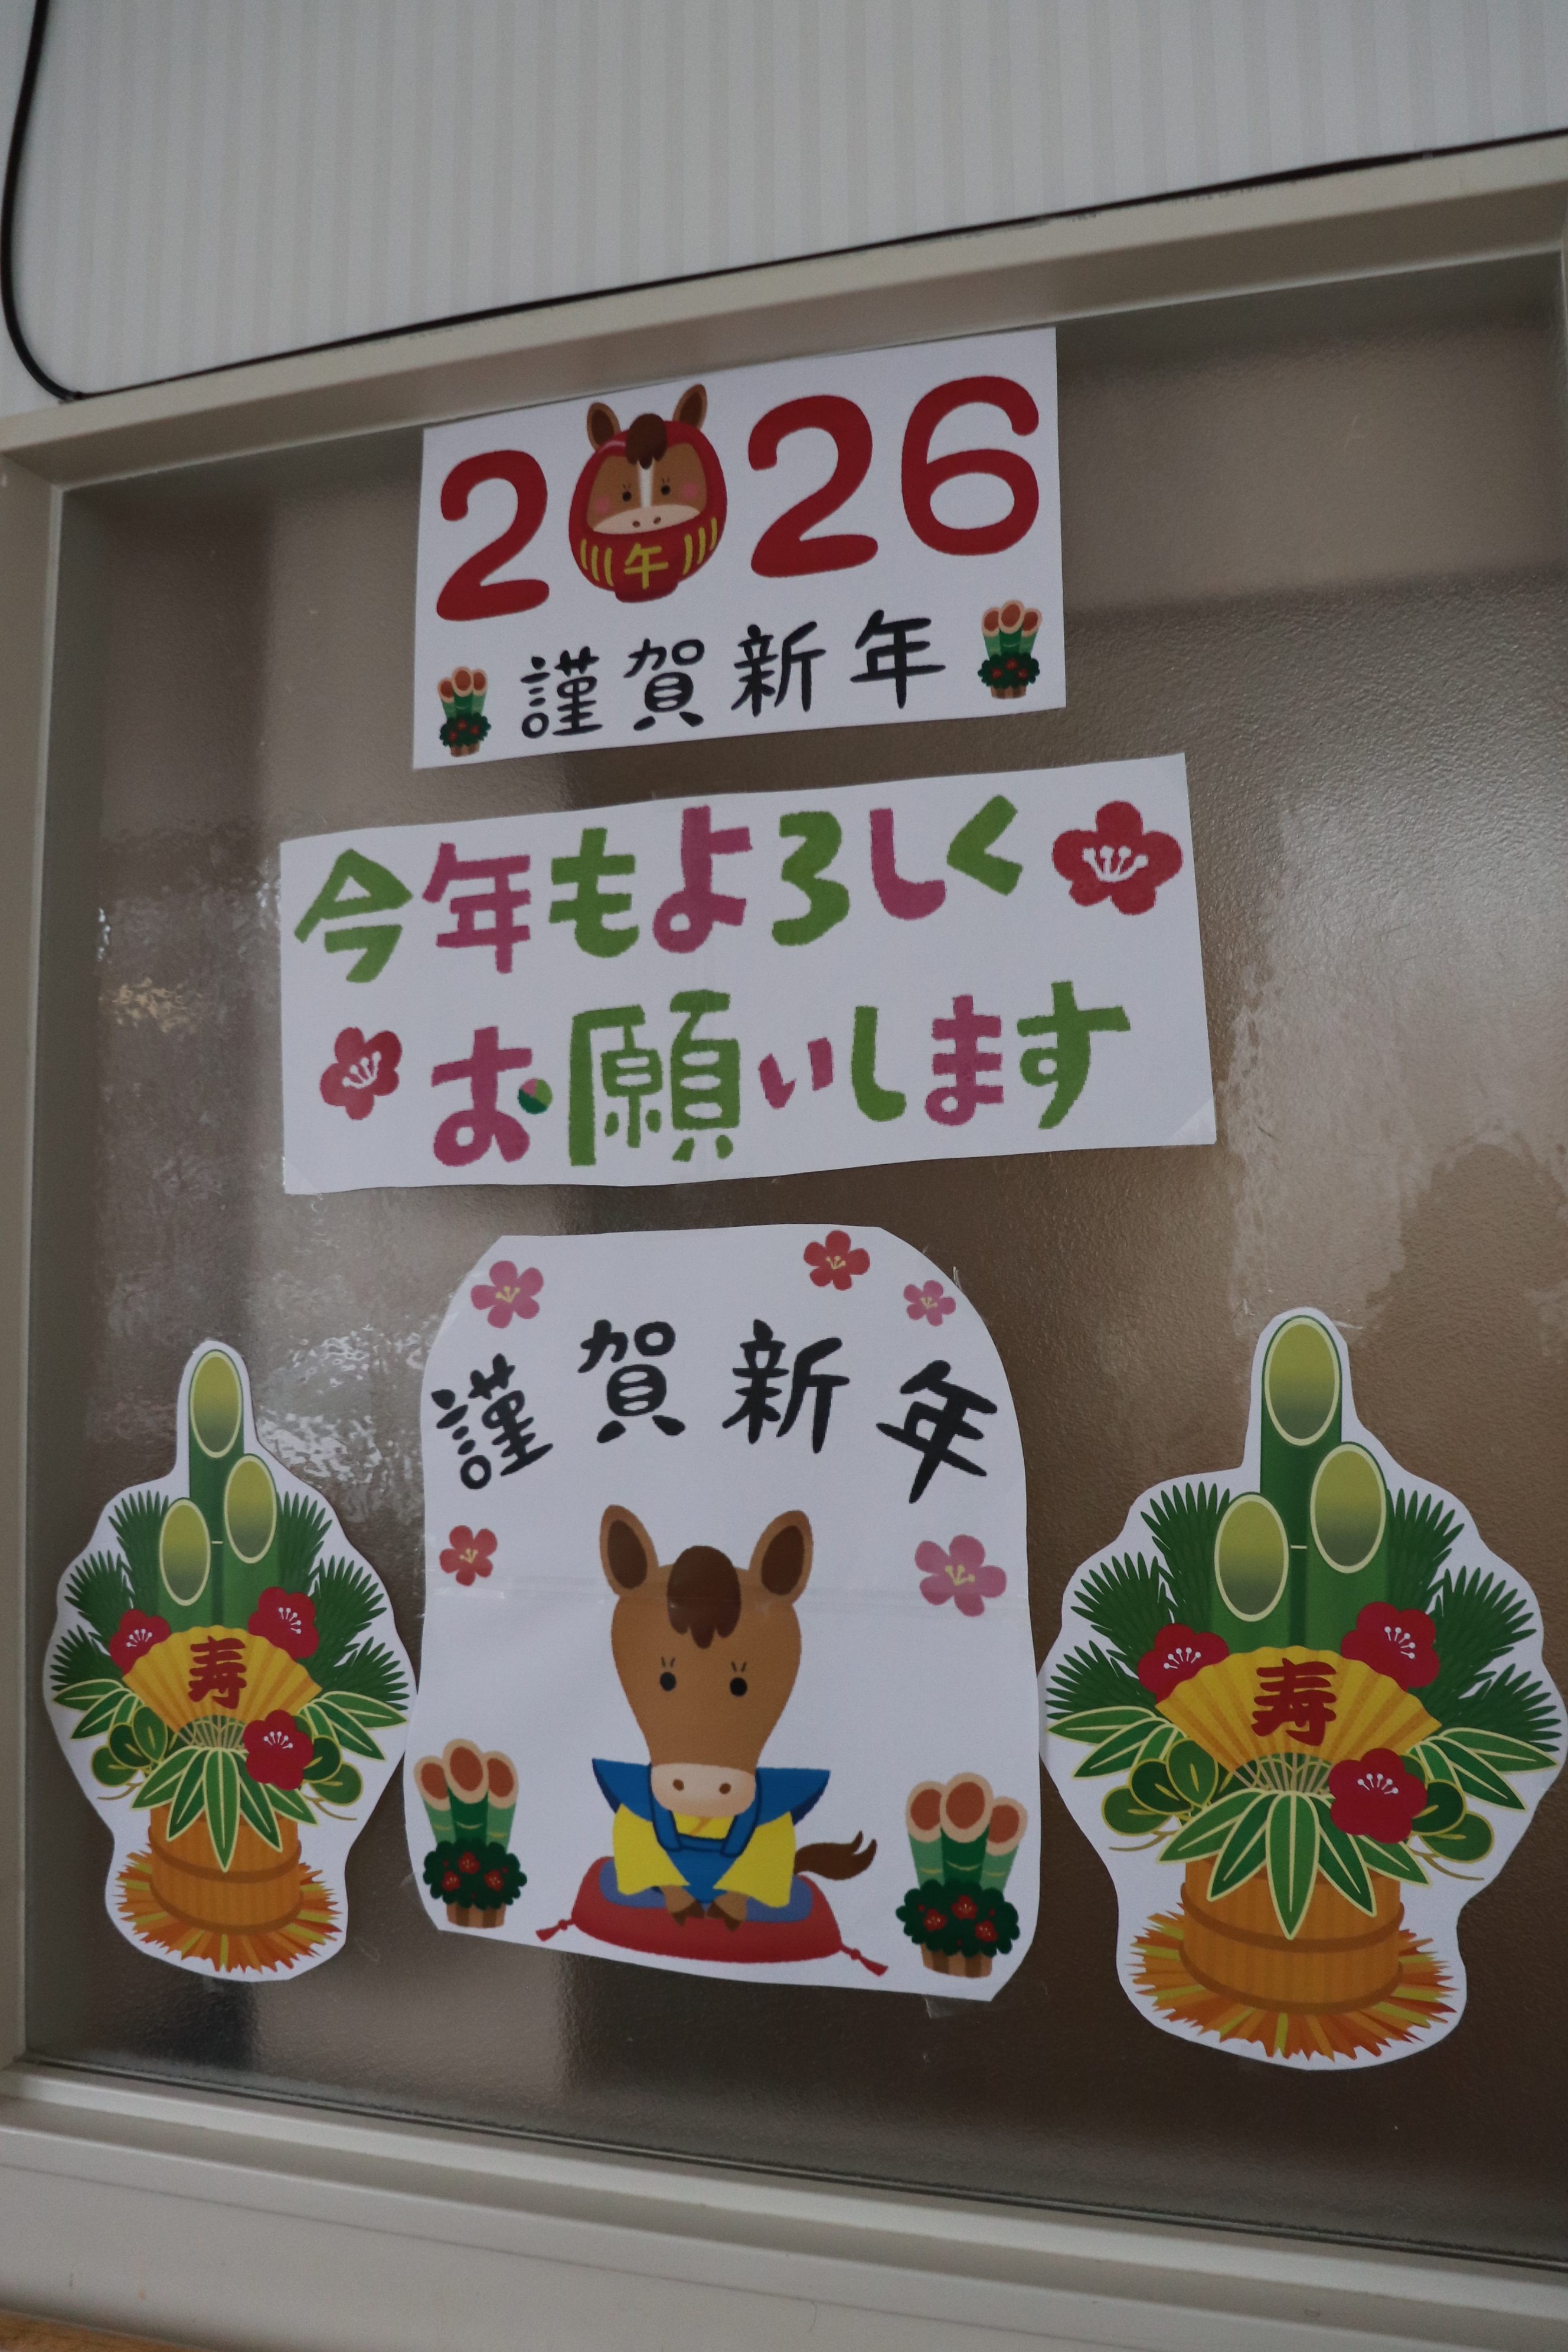 2026
午
謹賀新年
今年もよろしく
お願いします
謹賀新年
寿
寿